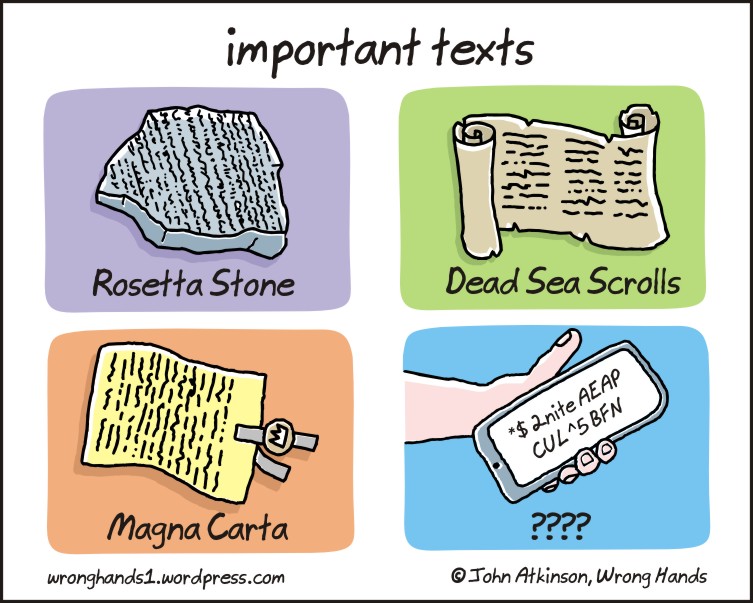 important texts
Rosetta Stone
Dead Sea Scrolls
Magna Carta
*$ 2nite AEAP
CUL ^5 BFN
????
wronghands1.wordpress.com
© John Atkinson, Wrong Hands